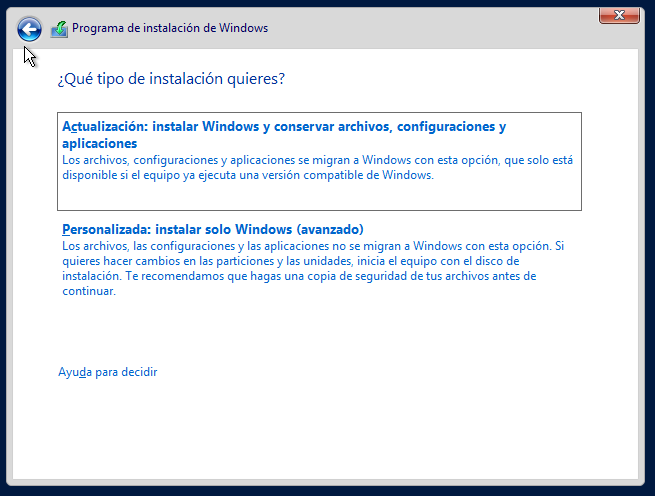 Programa de instalación de Windows
¿Qué tipo de instalación quieres?
Actualización: instalar Windows y conservar archivos, configuraciones y
aplicaciones
Los archivos, configuraciones y aplicaciones se migran a Windows con esta opción, que solo está
disponible si el equipo ya ejecuta una versión compatible de Windows.
Personalizada: instalar solo Windows (avanzado)
Los archivos, las configuraciones y las aplicaciones no se migran a Windows con esta opción. Si
quieres hacer cambios en las particiones y las unidades, inicia el equipo con el disco de
instalación. Te recomendamos que hagas una copia de seguridad de tus archivos antes de
continuar.
Ayuda para decidir